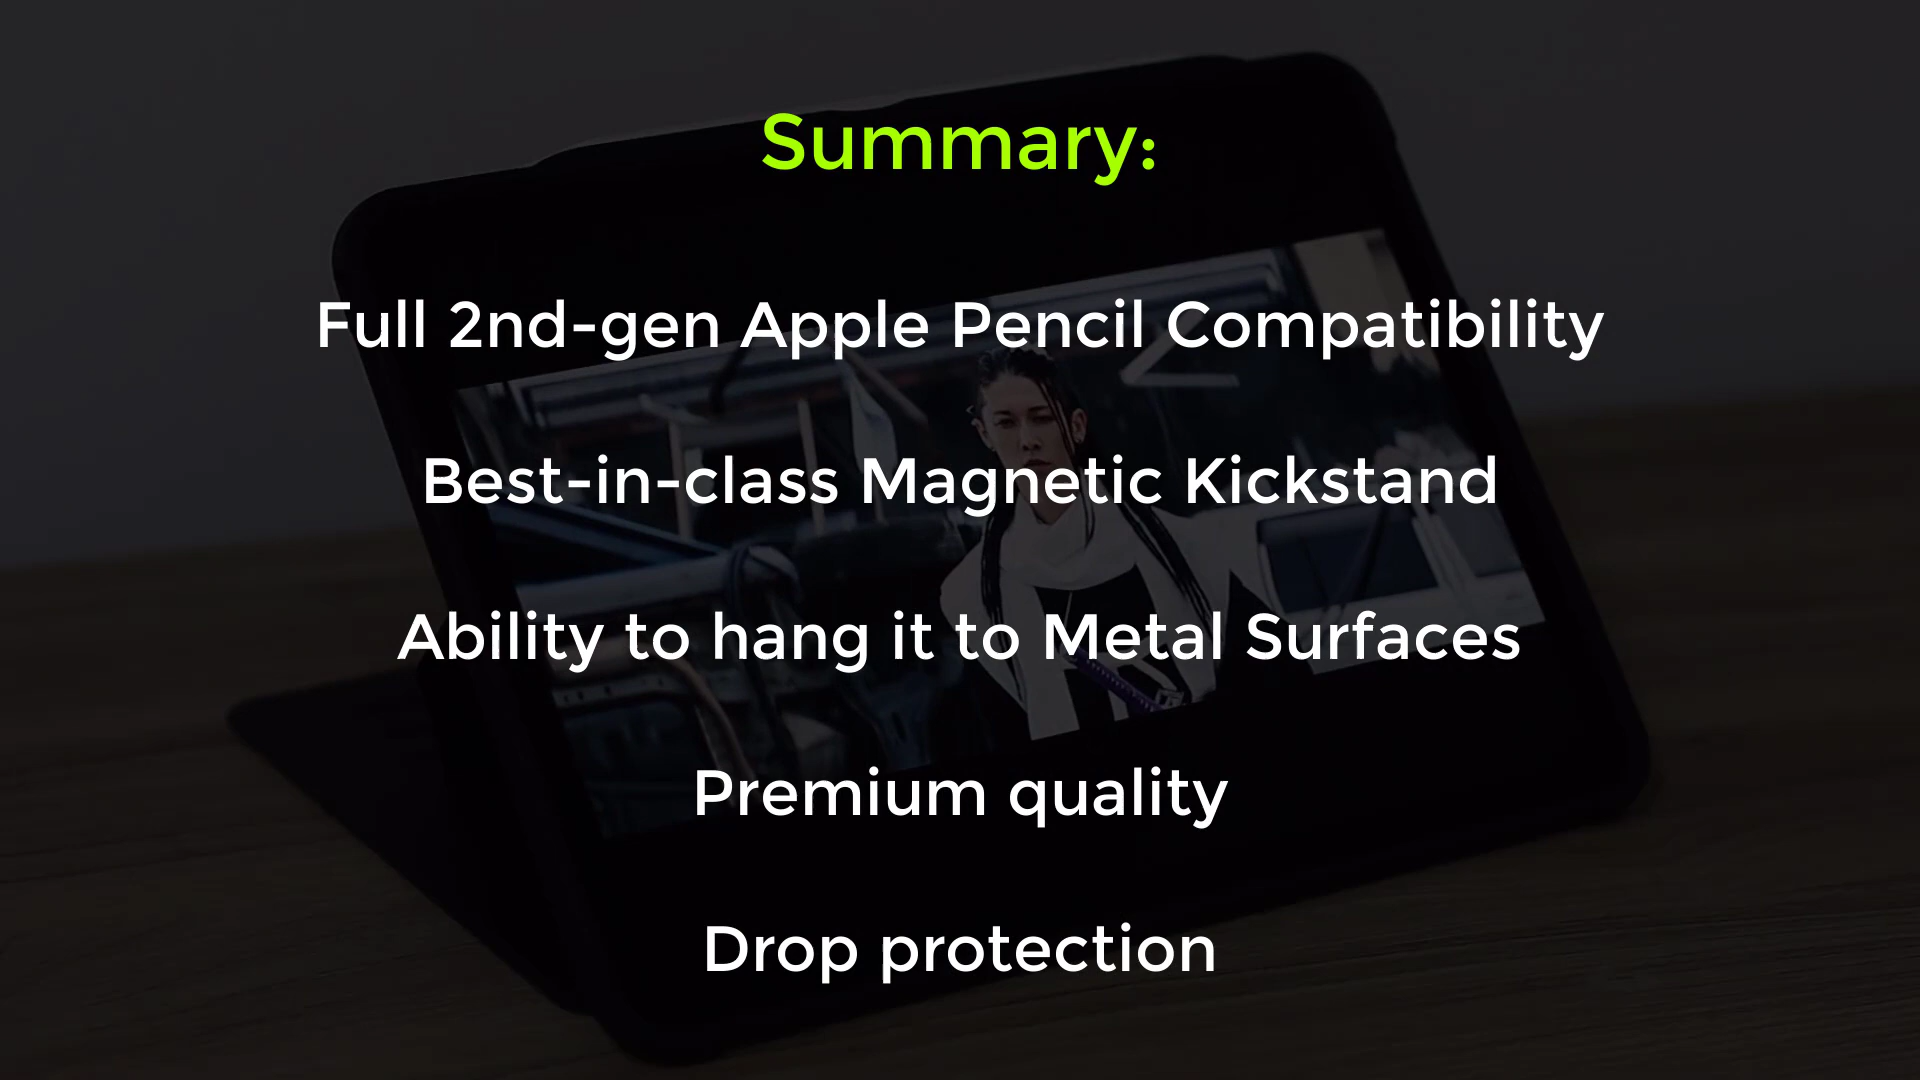 Summary:
Full 2nd-gen Apple Pencil Compatibility
Best-in-class Magnetic Kickstand
Ability to hang it to Metal Surfaces
Premium quality
Drop protection